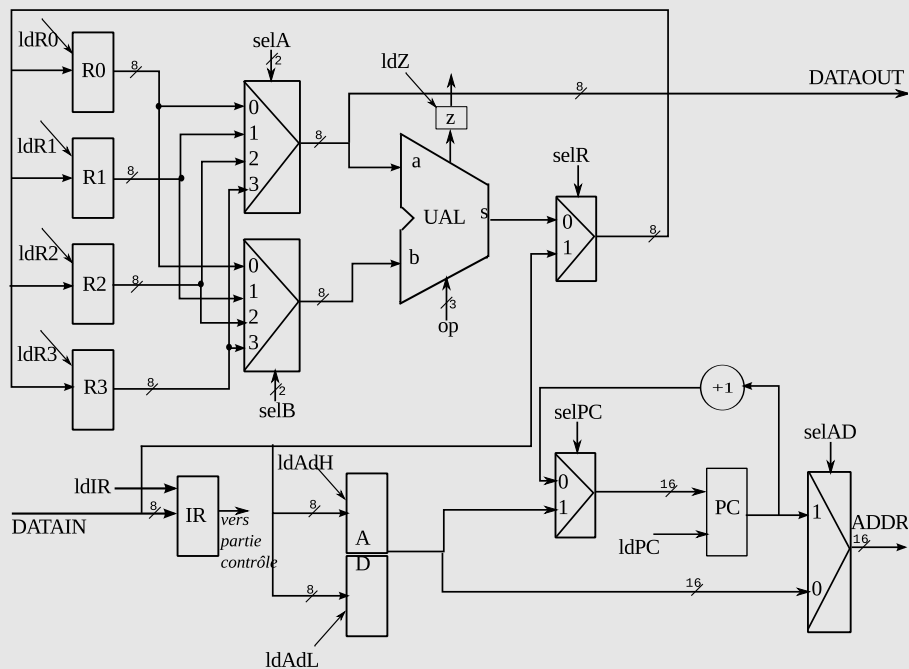 ldR0
R0
8
selA
2
0
1
2
3
8
ldZ
z
8
DATAOUT
ldR1
R1
8
a
UAL
s
b
3
op
selR
0
1
8
ldR2
R2
8
0
1
2
3
8
2
selB
ldR3
R3
8
+1
selPC
0
1
16
PC
ldPC
selAD
1
0
ADDR
16
ldIR
8
DATAIN
IR
vers
partie
contrôle
ldAdH
8
A
D
8
ldAdL
16